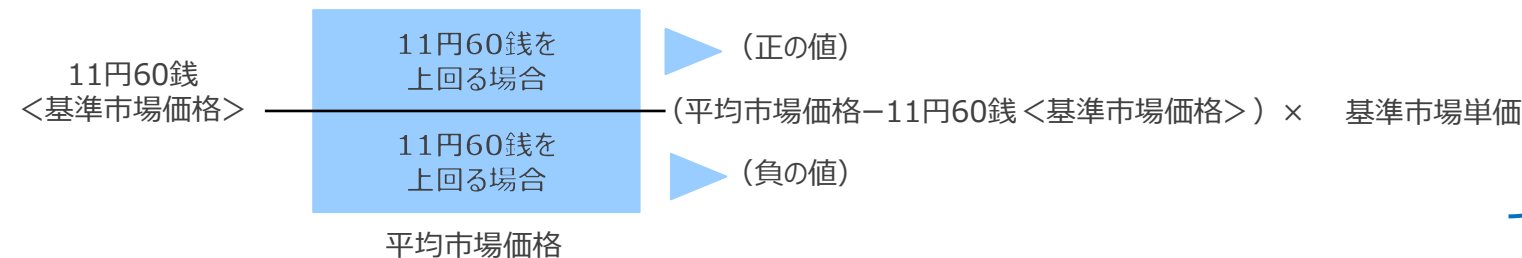 11円60銭を
上回る場合
(正の値)
11円60銭
<基準市場価格>
(平均市場価格−11円60銭<基準市場価格>)× 基準市場単価
11円60銭を
上回る場合
(負の値)
平均市場価格